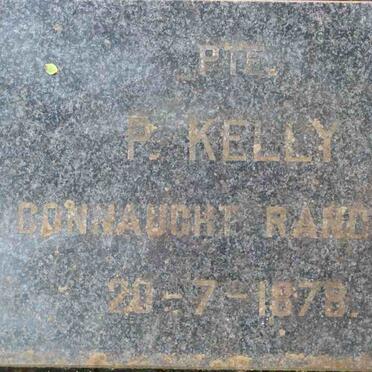 PTE.
P. KELLY
CONNAUGHT RANG
20-7-1878.